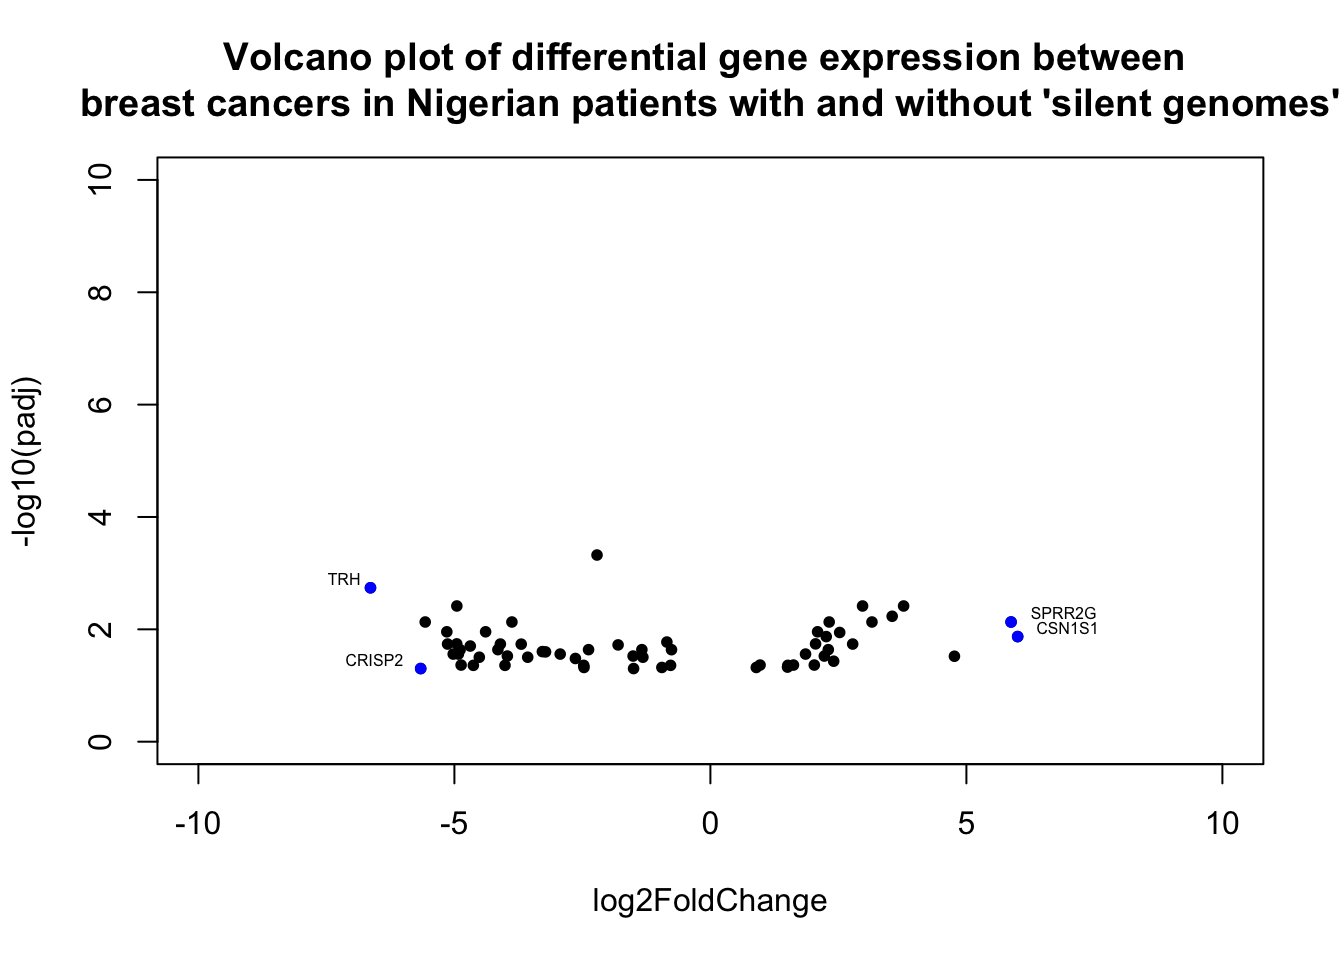 Volcano plot of differential gene expression between
breast cancers in Nigerian patients with and without 'silent genomes'
10
8
6
4
2
0
-log10(padj)
TRH
CRISP2
SPRR2G
CSN1S1
-10 -5 0 5 10
log2FoldChange